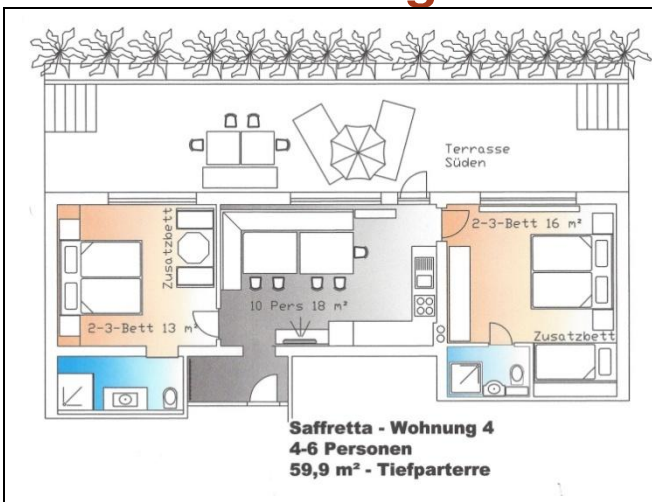 Terrasse
Süden
2-3-Bett 16 m²
Zusatzbett
10 Pers 18 m²
2-3-Bett 13 m²
Zusatzbett
Saffretta - Wohnung 4
4-6 Personen
59,9 m² - Tiefparterre